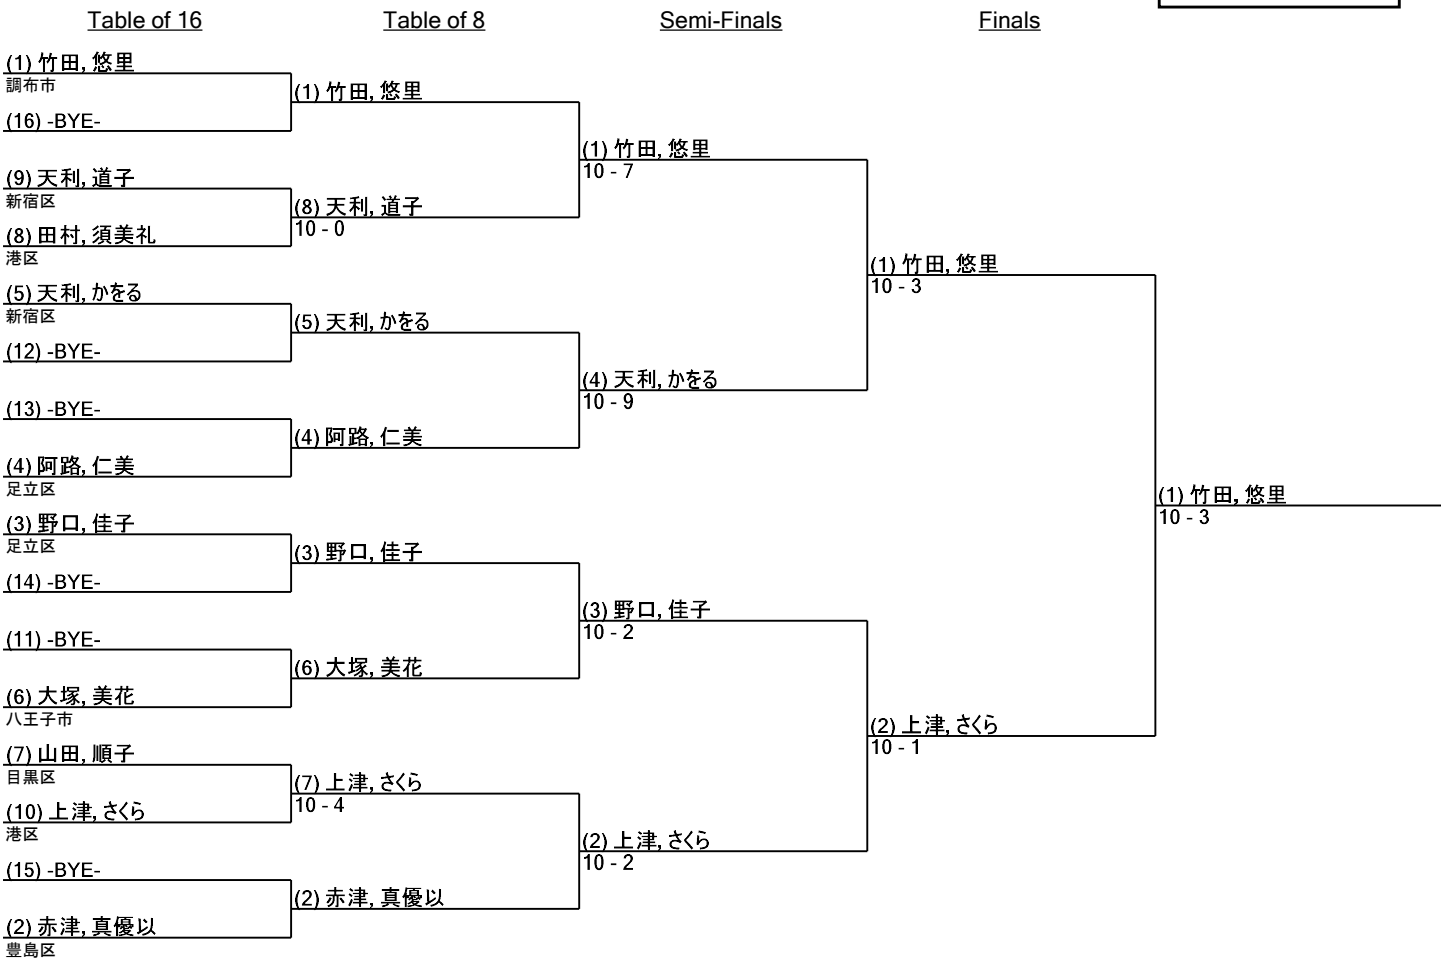 Table of 16
Table of 8
Semi-Finals
Finals
(1) 竹田, 悠里
調布市
(16) -BYE-
(9) 天利, 道子
新宿区
(8) 田村, 須美礼
港区
(5) 天利, かをる
新宿区
(12) -BYE-
(13) -BYE-
(4) 阿路, 仁美
足立区
(3) 野口, 佳子
足立区
(14) -BYE-
(11) -BYE-
(6) 大塚, 美花
八王子市
(7) 山田, 順子
目黒区
(10) 上津, さくら
港区
(15) -BYE-
(2) 赤津, 真優以
豊島区
(1) 竹田, 悠里
(8) 天利, 道子
10 - 0
(5) 天利, かをる
(4) 阿路, 仁美
(3) 野口, 佳子
(6) 大塚, 美花
(7) 上津, さくら
10 - 4
(2) 赤津, 真優以
(1) 竹田, 悠里
10 - 7
(4) 天利, かをる
10 - 9
(3) 野口, 佳子
10 - 2
(2) 上津, さくら
10 - 2
(1) 竹田, 悠里
10 - 3
(2) 上津, さくら
10 - 1
(1) 竹田, 悠里
10 - 3